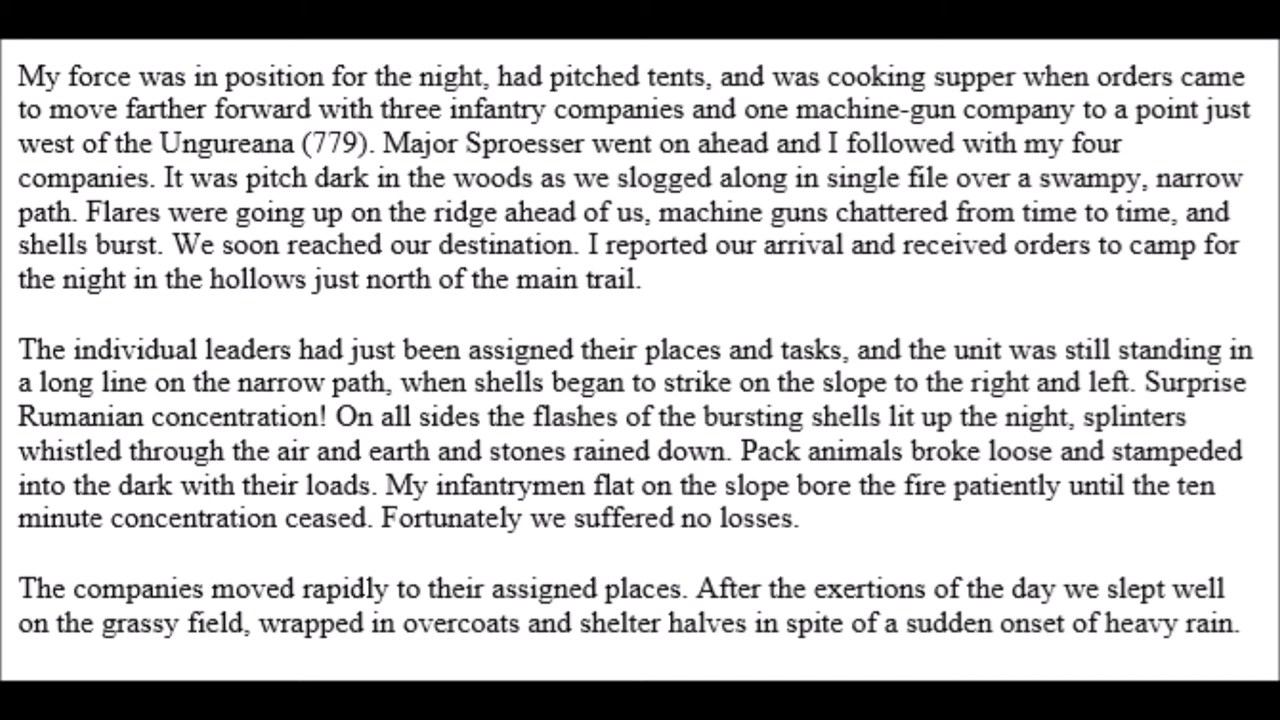 My force was in position for the night, had pitched tents, and was cooking supper when orders came
to move farther forward with three infantry companies and one machine-gun company to a point just
west of the Ungureana (779). Major Sproesser went on ahead and I followed with my four
companies. It was pitch dark in the woods as we slogged along in single file over a swampy, narrow
path. Flares were going up on the ridge ahead of us, machine guns chattered from time to time, and
shells burst. We soon reached our destination. I reported our arrival and received orders to camp for
the night in the hollows just north of the main trail.
The individual leaders had just been assigned their places and tasks, and the unit was still standing in
a long line on the narrow path, when shells began to strike on the slope to the right and left. Surprise
Rumanian concentration! On all sides the flashes of the bursting shells lit up the night, splinters
whistled through the air and earth and stones rained down. Pack animals broke loose and stampeded
into the dark with their loads. My infantrymen flat on the slope bore the fire patiently until the ten
minute concentration ceased. Fortunately we suffered no losses.
The companies moved rapidly to their assigned places. After the exertions of the day we slept well
on the grassy field, wrapped in overcoats and shelter halves in spite of a sudden onset of heavy rain.